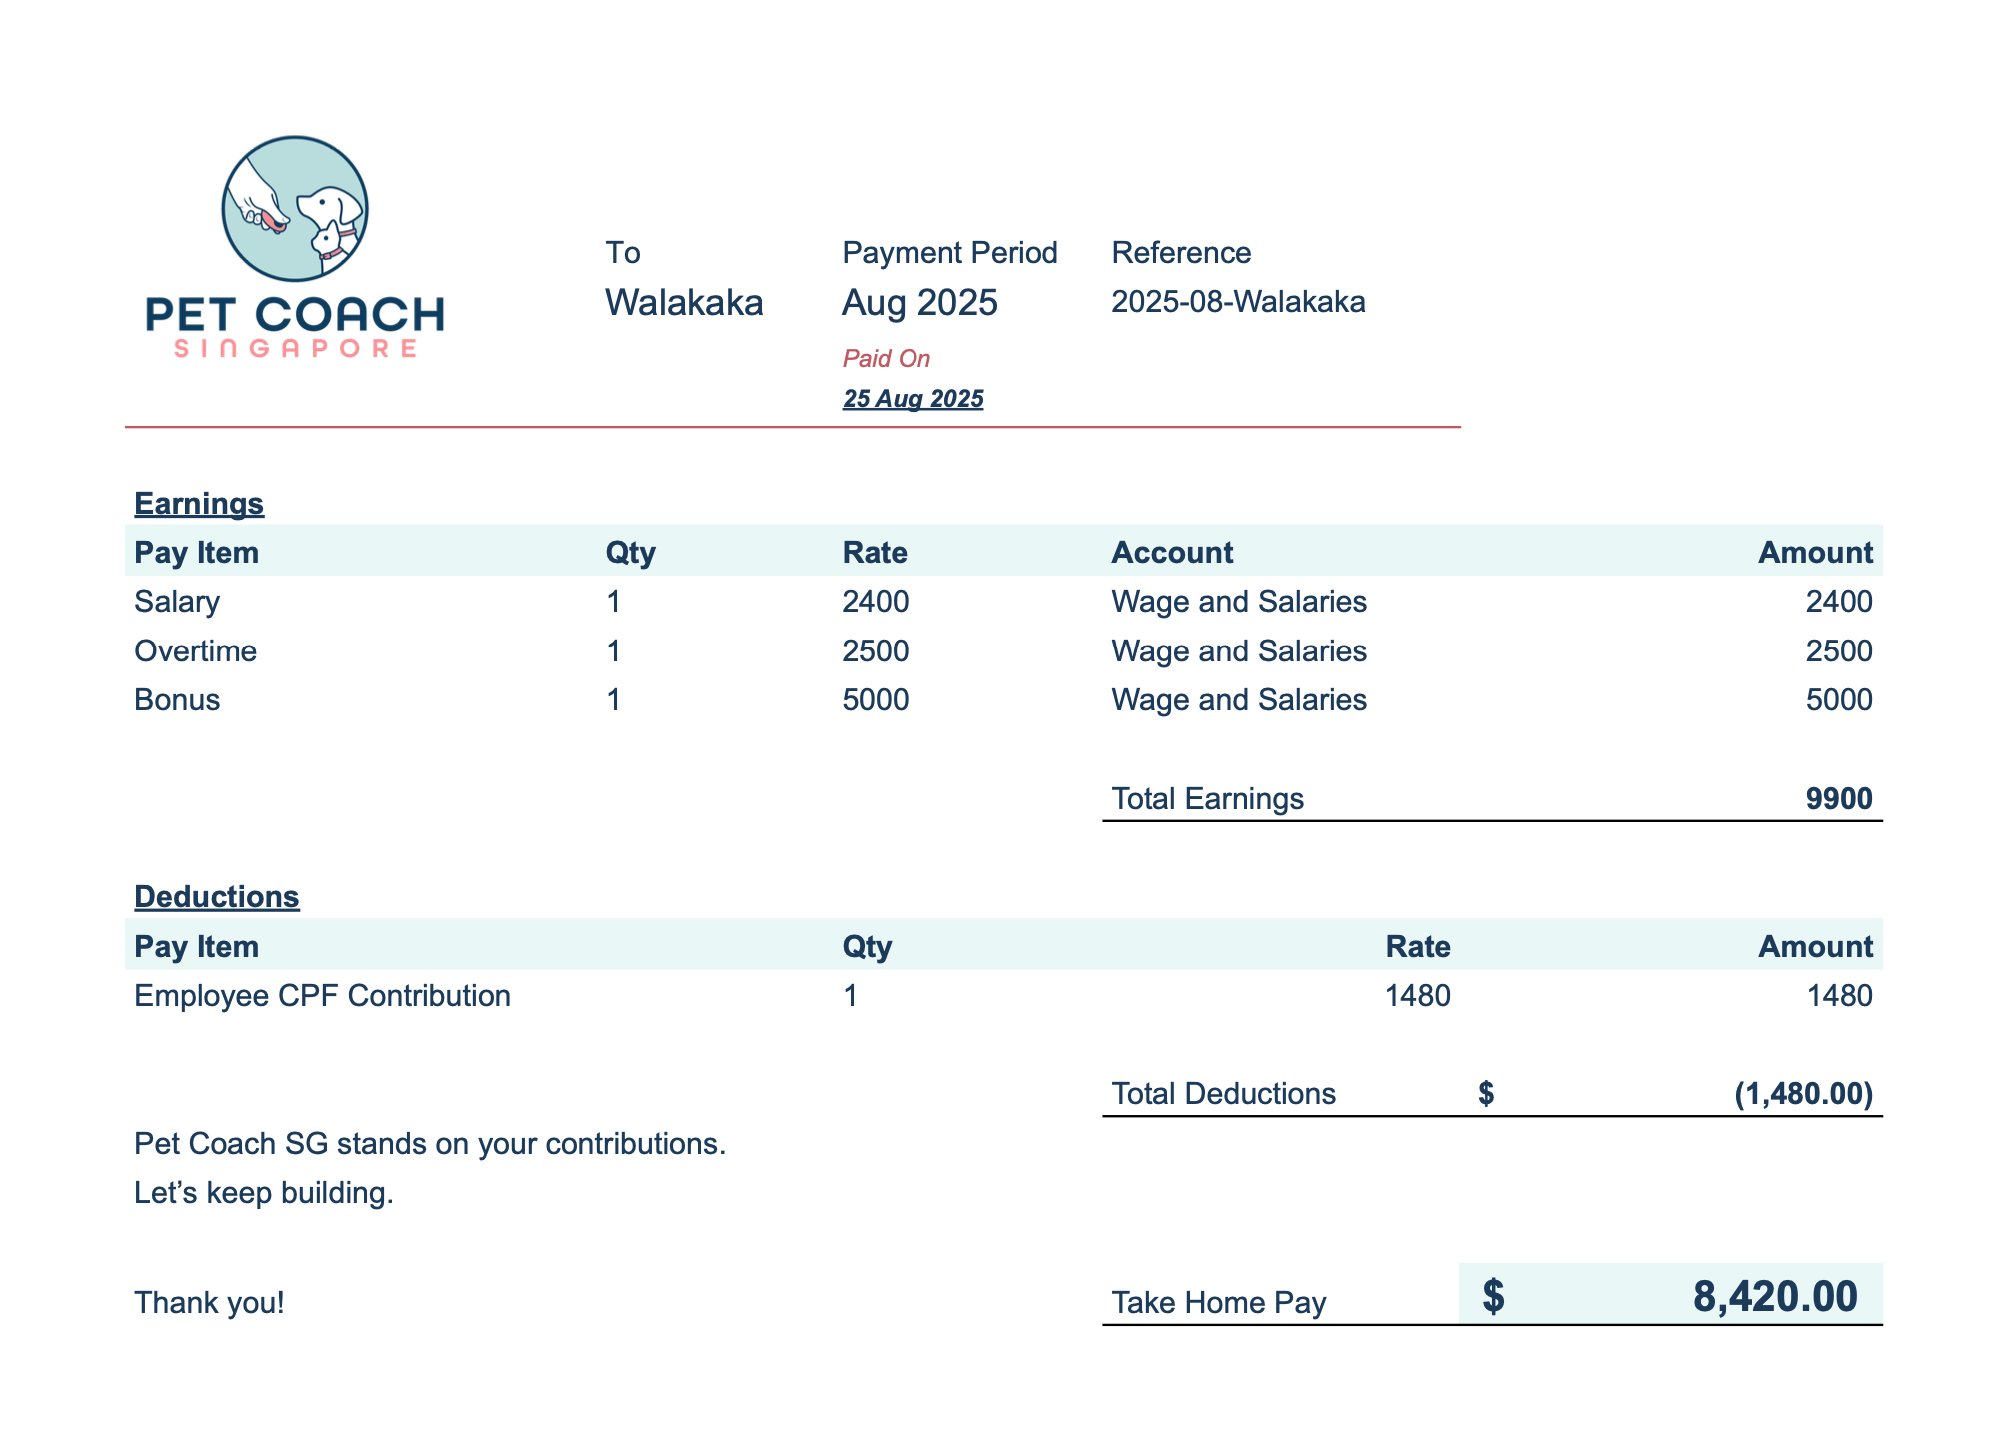 PET COACH
SINGAPORE
To Payment Period Reference
Walakaka Aug 2025 2025-08-Walakaka
Paid On
25 Aug 2025
Earnings
Pay Item Qty Rate Account Amount
Salary 1 2400 Wage and Salaries 2400
Overtime 1 2500 Wage and Salaries 2500
Bonus 1 5000 Wage and Salaries 5000
Total Earnings 9900
Deductions
Pay Item Qty Rate Amount
Employee CPF Contribution 1 1480 1480
Total Deductions $ (1,480.00)
Pet Coach SG stands on your contributions.
Let’s keep building.
Thank you! Take Home Pay $ 8,420.00